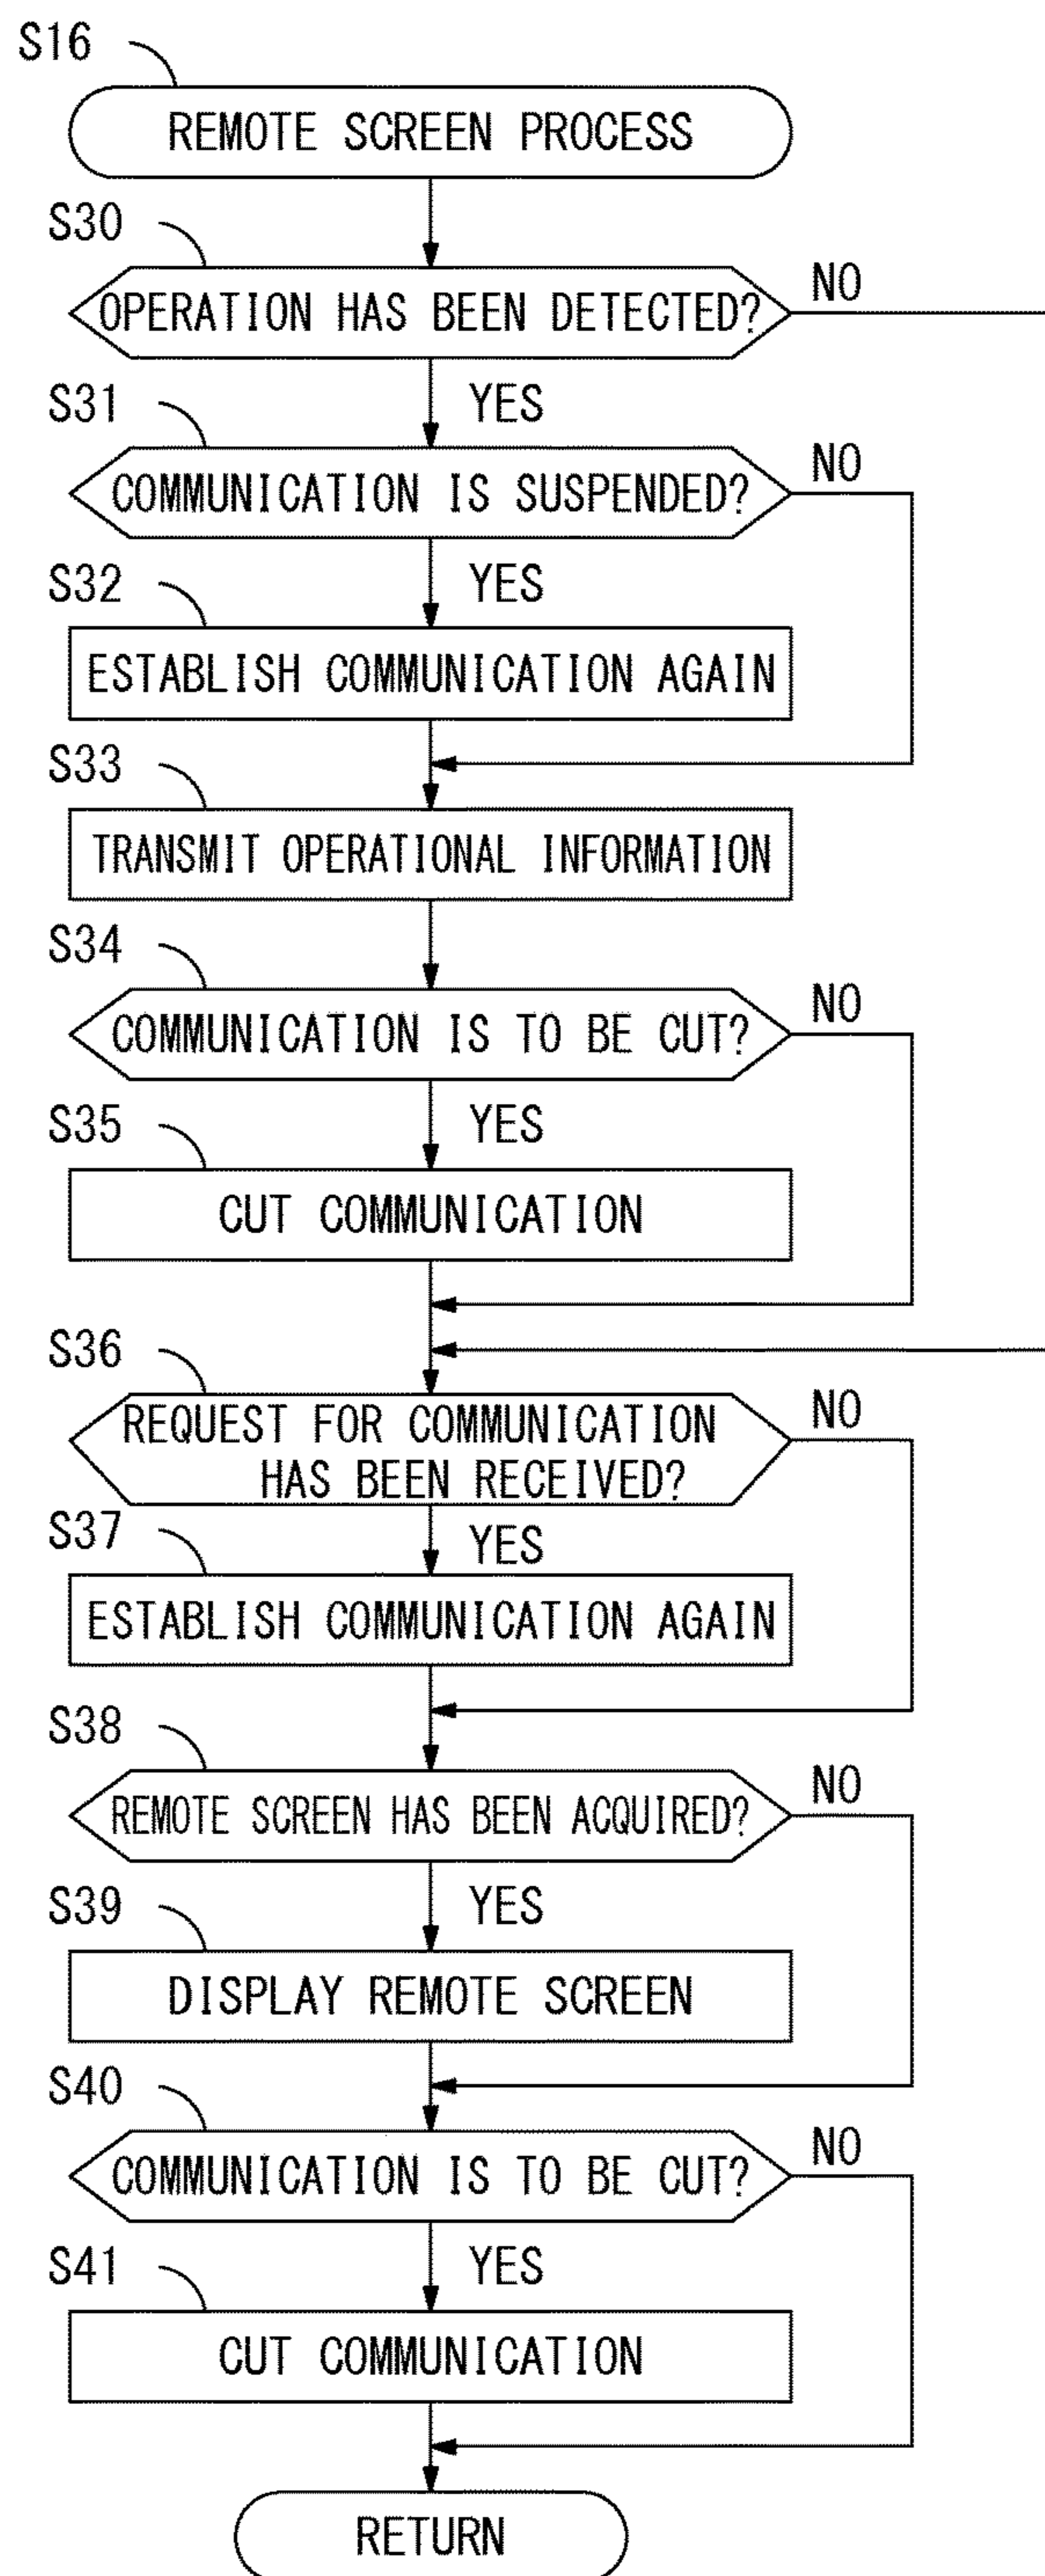 S16
REMOTE SCREEN PROCESS
S30
OPERATION HAS BEEN DETECTED?
NO
YES
S31
COMMUNICATION IS SUSPENDED?
NO
YES
S32
ESTABLISH COMMUNICATION AGAIN
S33
TRANSMIT OPERATIONAL INFORMATION
S34
COMMUNICATION IS TO BE CUT?
NO
YES
S35
CUT COMMUNICATION
S36
REQUEST FOR COMMUNICATION
HAS BEEN RECEIVED?
NO
YES
S37
ESTABLISH COMMUNICATION AGAIN
S38
REMOTE SCREEN HAS BEEN ACQUIRED?
NO
YES
S39
DISPLAY REMOTE SCREEN
S40
COMMUNICATION IS TO BE CUT?
NO
YES
S41
CUT COMMUNICATION
RETURN